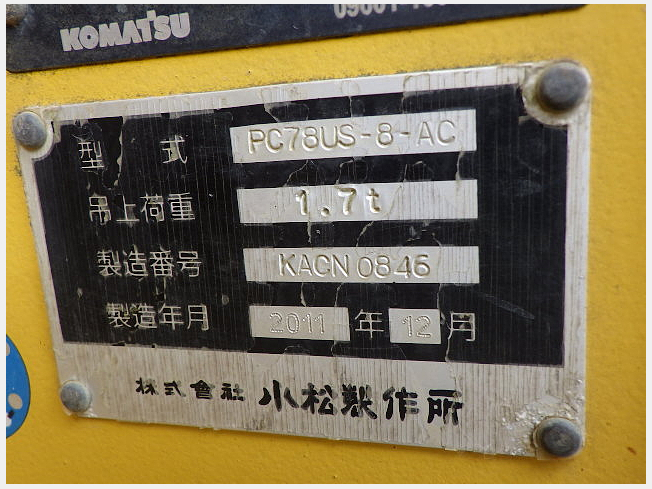 KOMATSU
型 式 PC78US-8-AC
吊上荷重 1.7t
製造番号 KACN 0846
製造年月 2011 年 12 月
株式會社 小松製作所